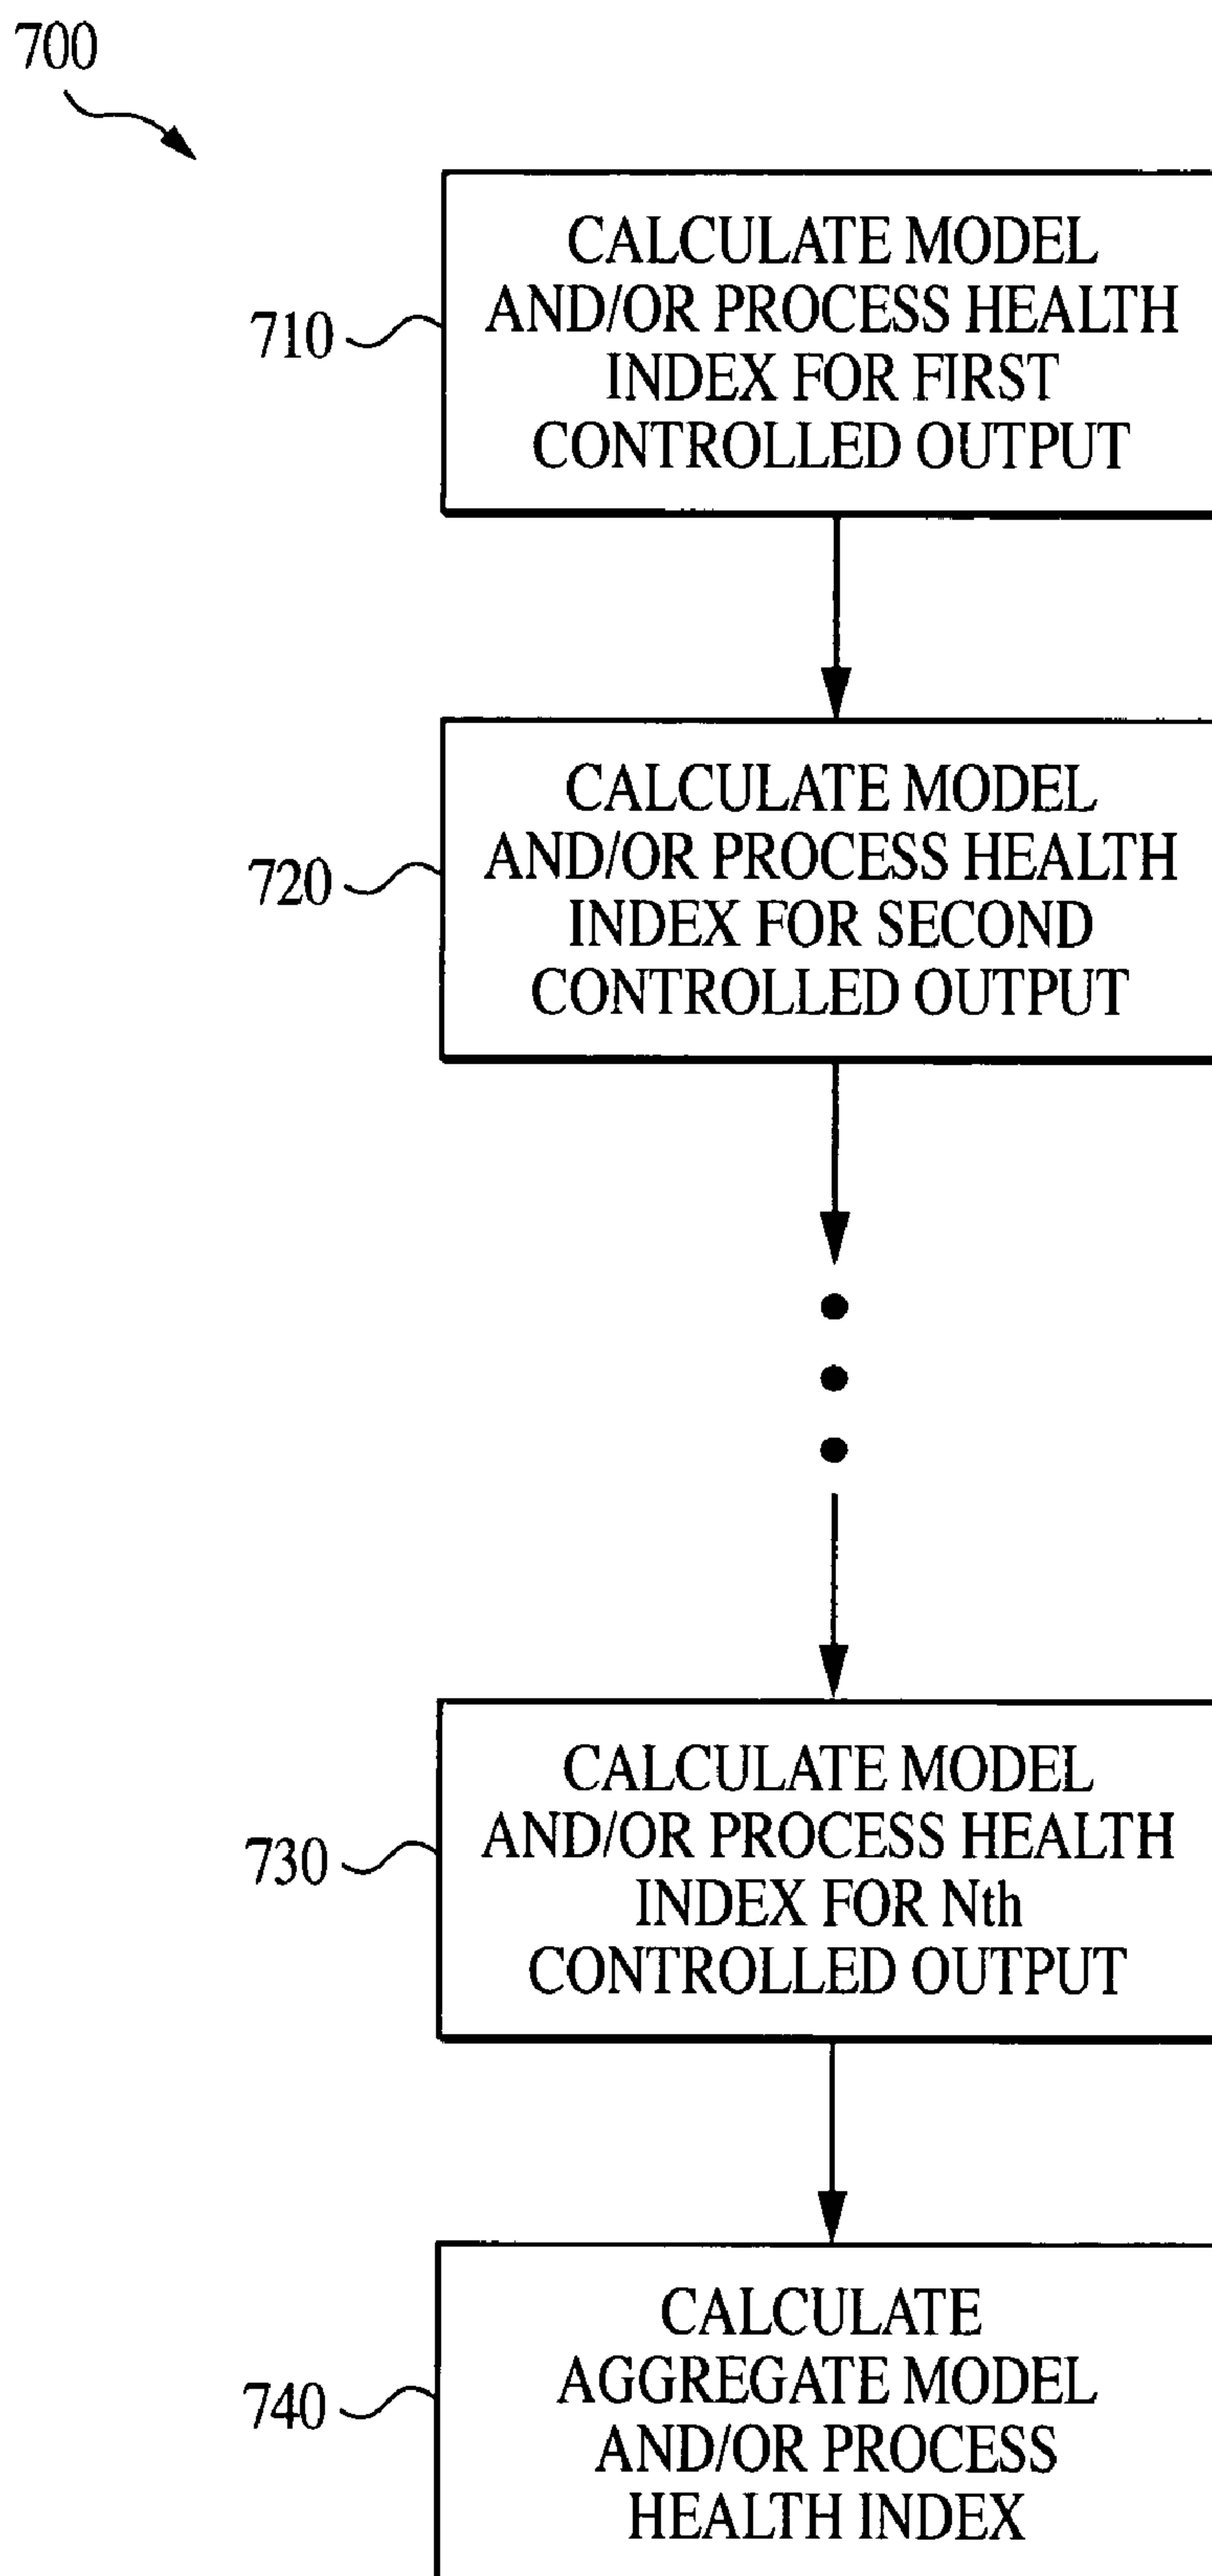 700
CALCULATE MODEL
AND/OR PROCESS HEALTH
INDEX FOR FIRST
CONTROLLED OUTPUT
710
CALCULATE MODEL
AND/OR PROCESS HEALTH
INDEX FOR SECOND
CONTROLLED OUTPUT
720
CALCULATE MODEL
AND/OR PROCESS HEALTH
INDEX FOR Nth
CONTROLLED OUTPUT
730
CALCULATE
AGGREGATE MODEL
AND/OR PROCESS
HEALTH INDEX
740